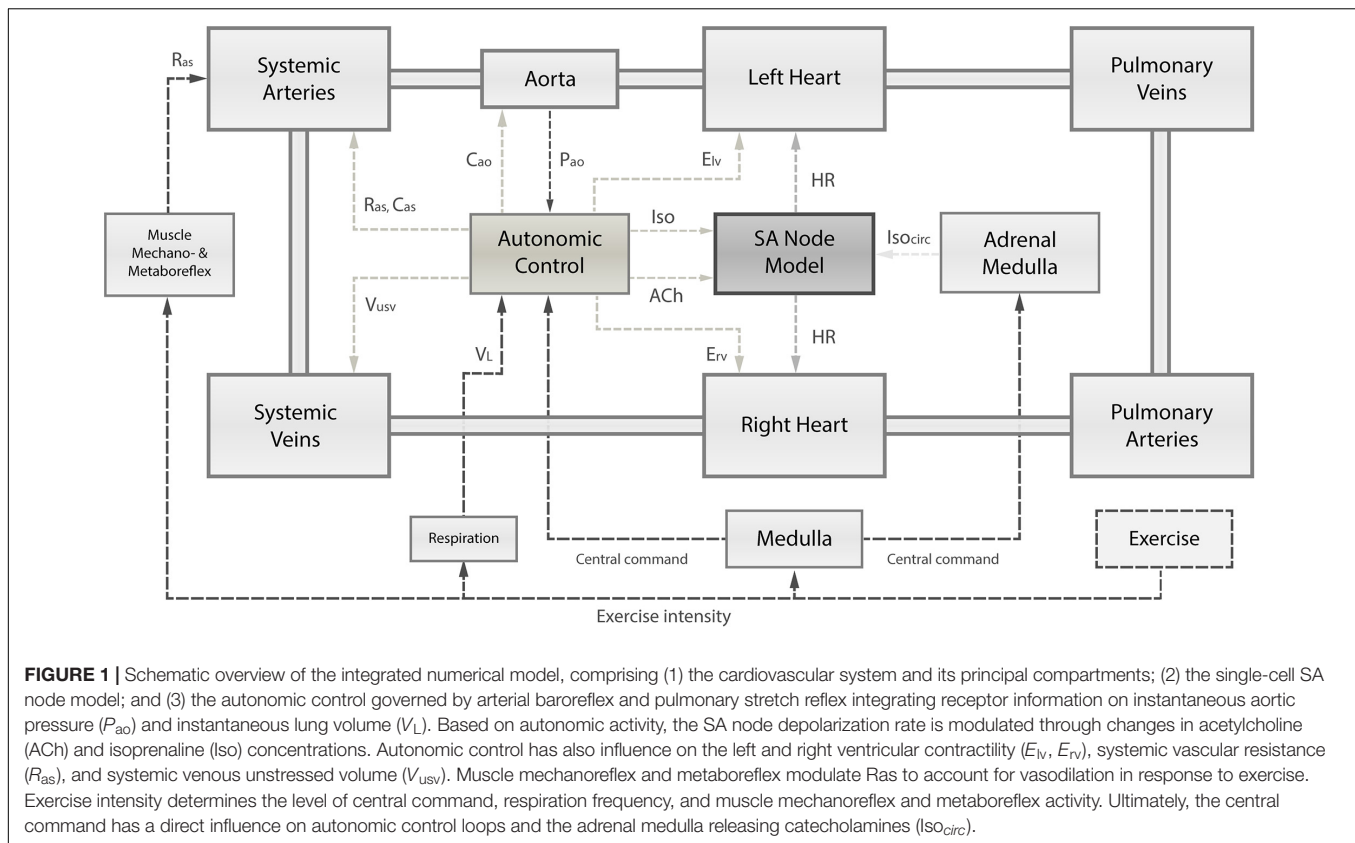 Ras
Systemic
Arteries
Aorta
Left Heart
Pulmonary
Veins
Cao
Pao
Elv
HR
Ras, Cas
Muscle
Mechano- &
Metaboreflex
Autonomic
Control
Iso
ACh
SA Node
Model
Isocirc
Adrenal
Medulla
Vusv
VL
Erv
HR
Systemic
Veins
Right Heart
Pulmonary
Arteries
Respiration
Central command
Medulla
Central command
Exercise
Exercise intensity
FIGURE 1 | Schematic overview of the integrated numerical model, comprising (1) the cardiovascular system and its principal compartments; (2) the single-cell SA
node model; and (3) the autonomic control governed by arterial baroreflex and pulmonary stretch reflex integrating receptor information on instantaneous aortic
pressure (Pao) and instantaneous lung volume (VL). Based on autonomic activity, the SA node depolarization rate is modulated through changes in acetylcholine
(ACh) and isoprenaline (Iso) concentrations. Autonomic control has also influence on the left and right ventricular contractility (Elv, Erv), systemic vascular resistance
(Ras), and systemic venous unstressed volume (Vusv). Muscle mechanoreflex and metaboreflex modulate Ras to account for vasodilation in response to exercise.
Exercise intensity determines the level of central command, respiration frequency, and muscle mechanoreflex and metaboreflex activity. Ultimately, the central
command has a direct influence on autonomic control loops and the adrenal medulla releasing catecholamines (Isocirc).